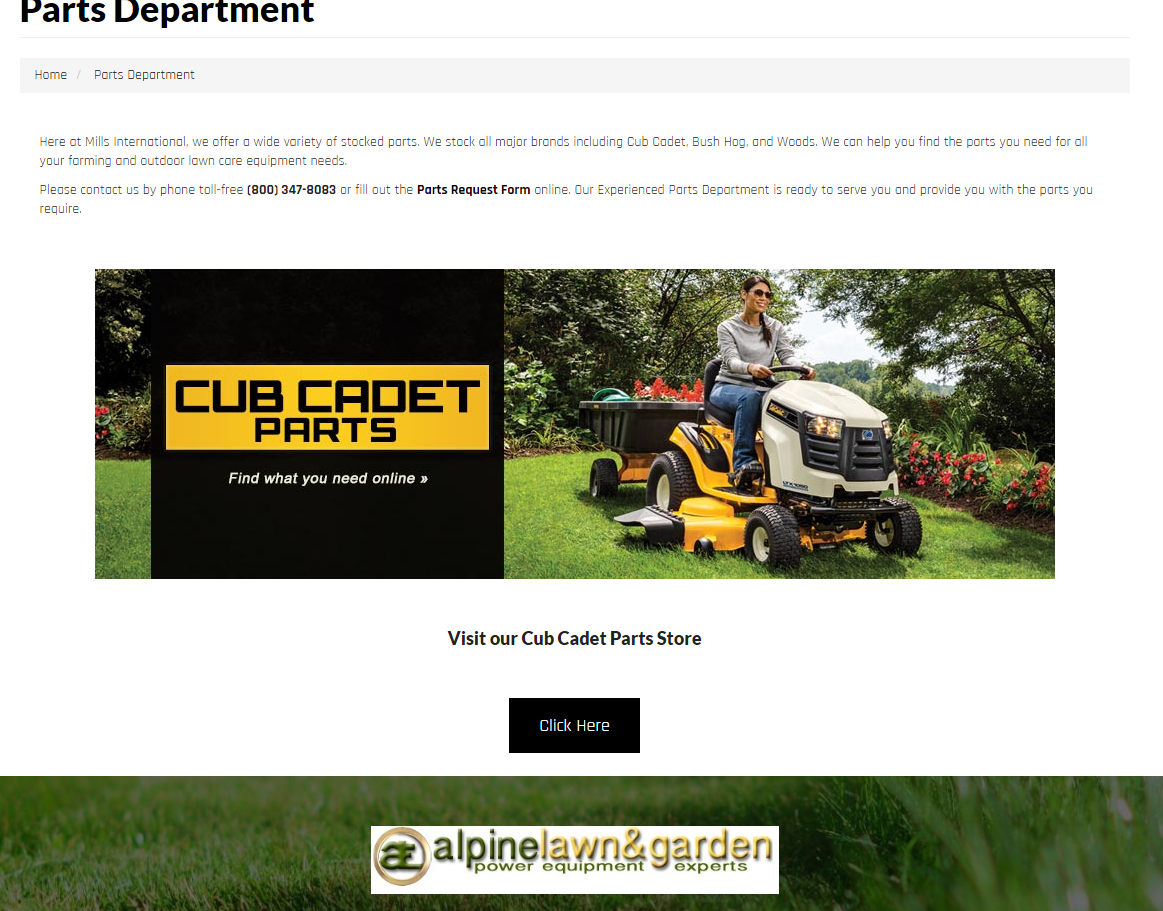 Parts Department
Home / Parts Department
Here at Mills International, we offer a wide variety of stocked parts. We stock all major brands including Cub Cadet, Bush Hog, and Woods. We can help you find the parts you need for all
your farming and outdoor lawn care equipment needs.
Please contact us by phone toll-free (800) 347-8083 or fill out the Parts Request Form online. Our Experienced Parts Department is ready to serve you and provide you with the parts you
require.
CUB CADET
PARTS
Find what you need online »
Visit our Cub Cadet Parts Store
Click Here
ae alpinelawn&garden
power equipment experts